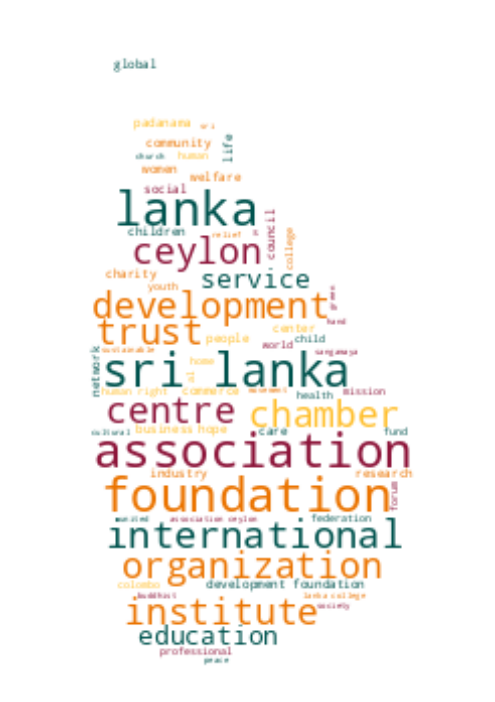 global
padanama sri
community life
church human
women
welfare
social
lanka
children relief council
ceylon college
charity service
youth green
development
trust center hand
people world child
sustainable sangamaya
network sri lanka
home
human right commerce health mission
centre chamber
cultural business hope care fund
association
industry research
foundation forum
united association ceylon federation
international
organization
colombo development foundation
buddhist lanka college
institute society
education
professional
peace